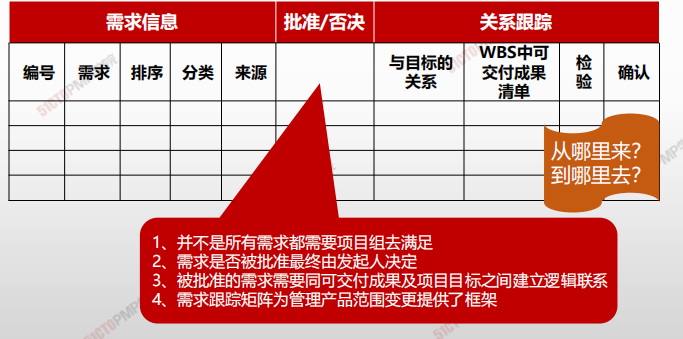 需求信息 批准/否决 关系跟踪
编号 需求 排序 分类 来源 与目标的关系 WBS中可交付成果清单 检验 确认
从哪里来?
到哪里去?
1、并不是所有需求都需要项目组去满足
2、需求是否被批准最终由发起人决定
3、被批准的需求需要同可交付成果及项目目标之间建立逻辑联系
4、需求跟踪矩阵为管理产品范围变更提供了框架